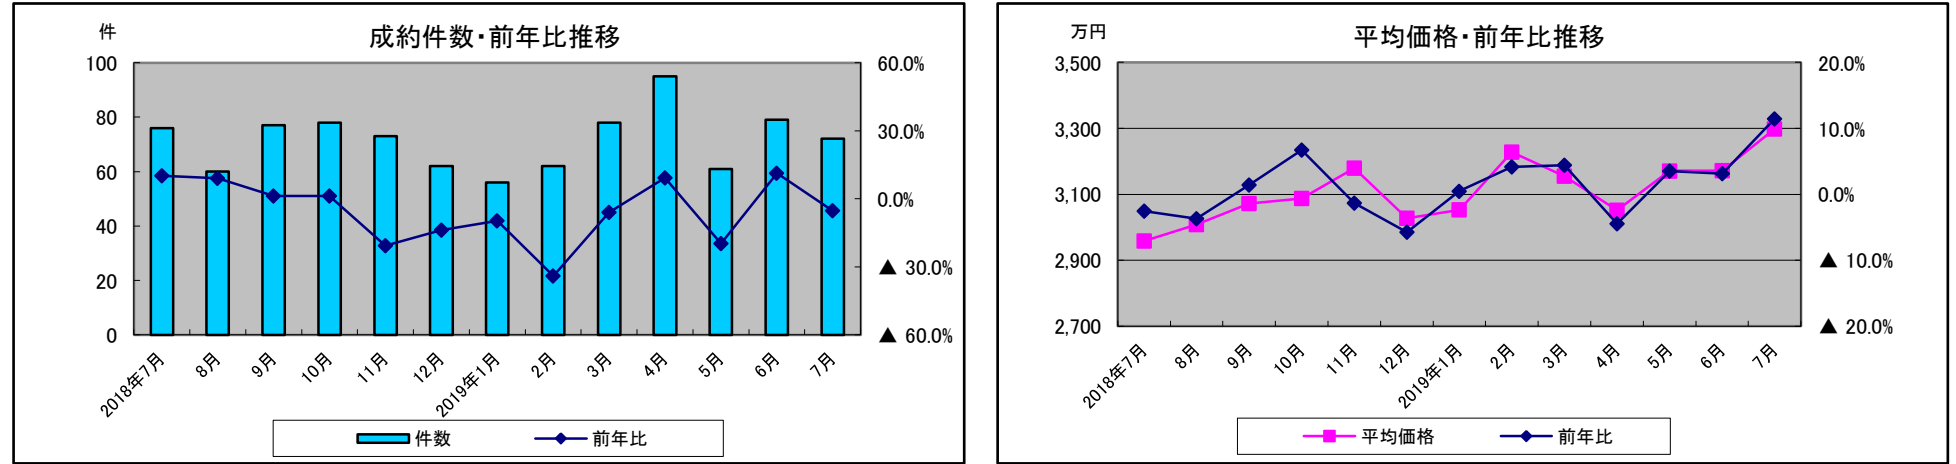 件
成約件数・前年比推移
100
80
60
40
20
0
60.0%
30.0%
0.0%
▲ 30.0%
▲ 60.0%
2018年7月
8月
9月
10月
11月
12月
2019年1月
2月
3月
4月
5月
6月
7月
件数 前年比
万円
平均価格・前年比推移
3,500
3,300
3,100
2,900
2,700
20.0%
10.0%
0.0%
▲ 10.0%
▲ 20.0%
2018年7月
8月
9月
10月
11月
12月
2019年1月
2月
3月
4月
5月
6月
7月
平均価格 前年比